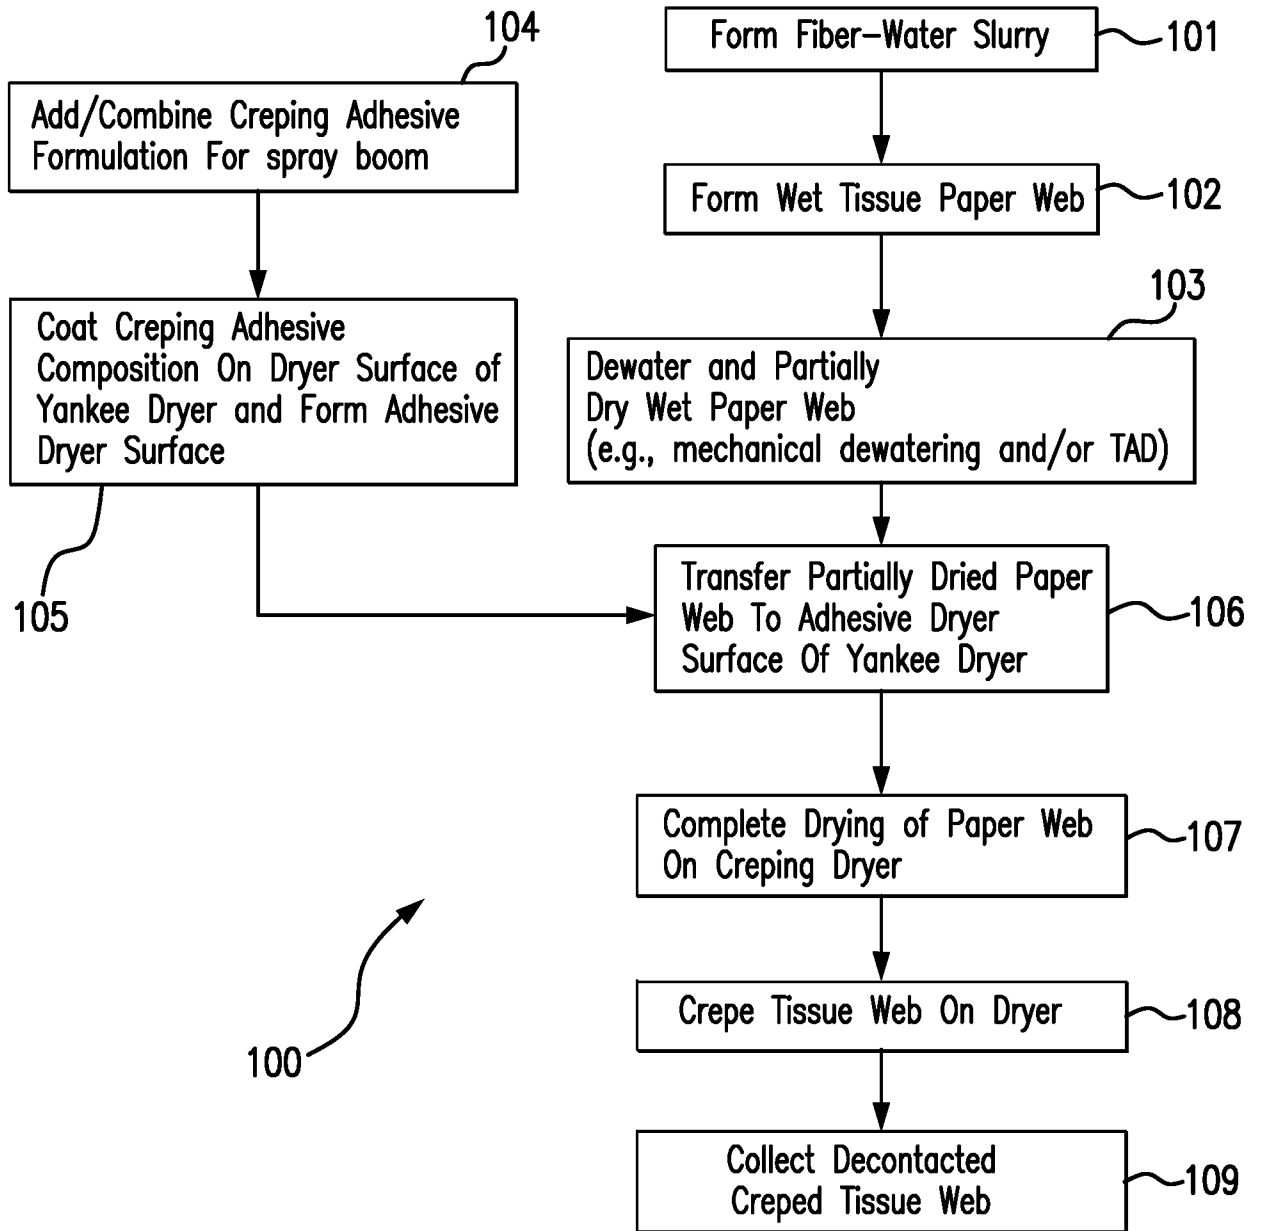 104
Add/Combine Creping Adhesive
Formulation For spray boom
Coat Creping Adhesive
Composition On Dryer Surface of
Yankee Dryer and Form Adhesive
Dryer Surface
105
Form Fiber-Water Slurry
101
Form Wet Tissue Paper Web
102
103
Dewater and Partially
Dry Wet Paper Web
(e.g., mechanical dewatering and/or TAD)
Transfer Partially Dried Paper
Web To Adhesive Dryer
Surface Of Yankee Dryer
106
Complete Drying of Paper Web
On Creping Dryer
107
Crepe Tissue Web On Dryer
108
Collect Decontacted
Creped Tissue Web
109
100